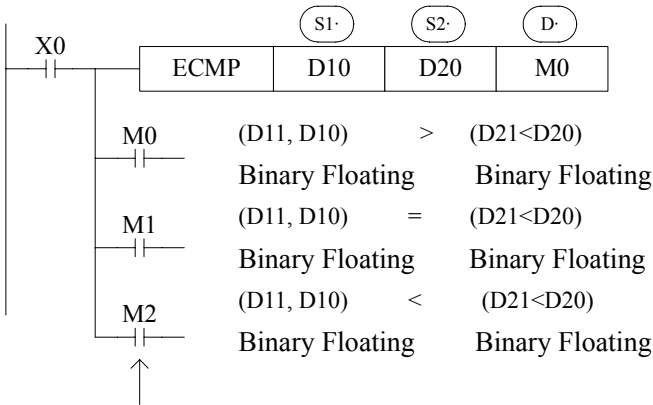 S1· S2· D·
X0
ECMP D10 D20 M0
M0 (D11, D10) > (D21<D20)
Binary Floating Binary Floating
M1 (D11, D10) = (D21<D20)
Binary Floating Binary Floating
M2 (D11, D10) < (D21<D20)
Binary Floating Binary Floating